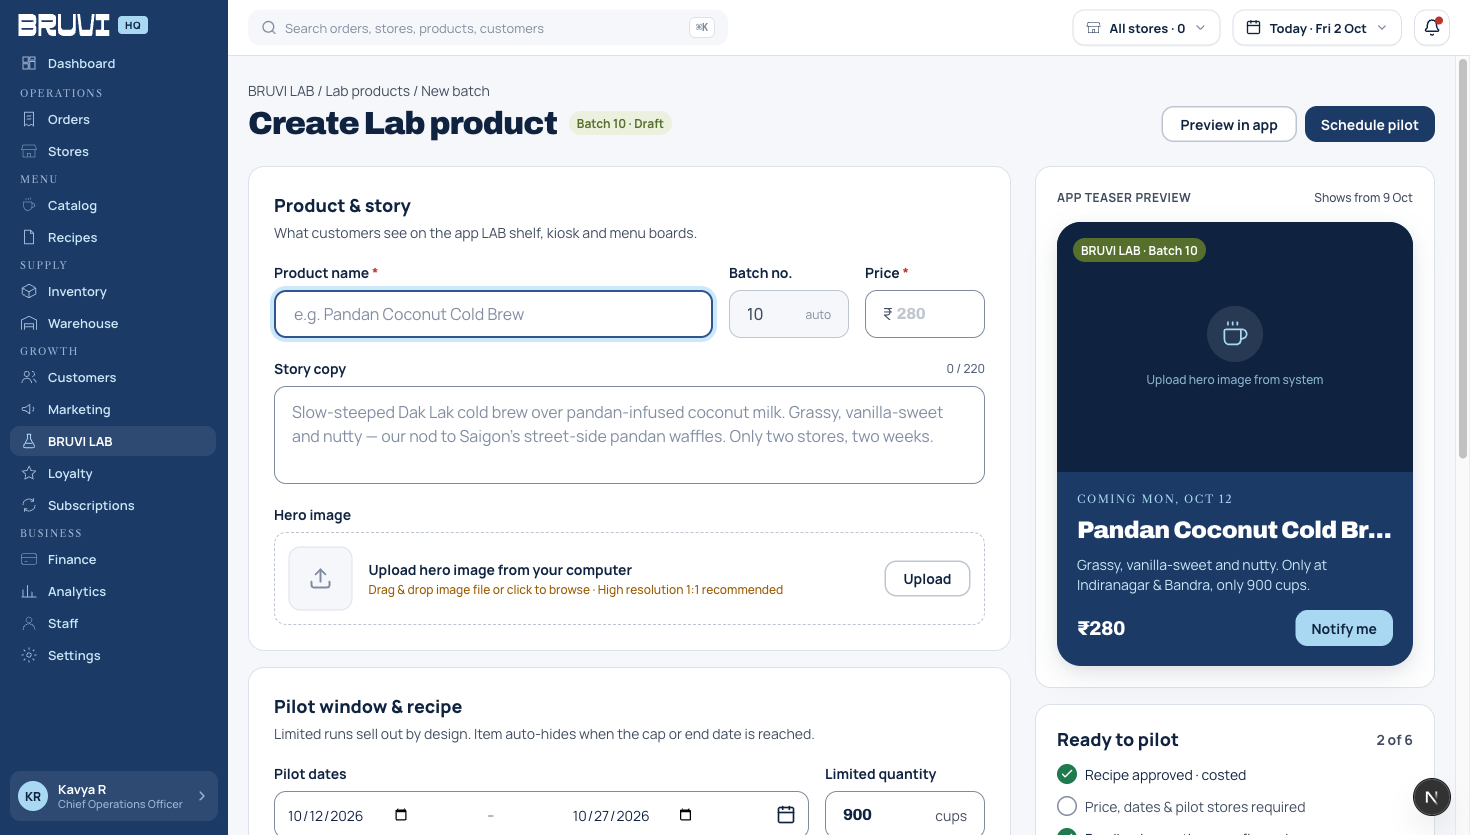 BRUVI HQ
Search orders, stores, products, customers
⌘K
All stores · 0
Today · Fri 2 Oct
Dashboard
OPERATIONS
Orders
Stores
MENU
Catalog
Recipes
SUPPLY
Inventory
Warehouse
GROWTH
Customers
Marketing
BRUVI LAB
Loyalty
Subscriptions
BUSINESS
Finance
Analytics
Staff
Settings
KR
Kavya R
Chief Operations Officer
BRUVI LAB / Lab products / New batch
Create Lab product
Batch 10 · Draft
Preview in app
Schedule pilot
Product & story
What customers see on the app LAB shelf, kiosk and menu boards.
Product name *
Batch no.
Price *
e.g. Pandan Coconut Cold Brew
10
auto
₹ 280
Story copy
0 / 220
Slow-steeped Dak Lak cold brew over pandan-infused coconut milk. Grassy, vanilla-sweet
and nutty — our nod to Saigon's street-side pandan waffles. Only two stores, two weeks.
Hero image
Upload hero image from your computer
Drag & drop image file or click to browse · High resolution 1:1 recommended
Upload
Pilot window & recipe
Limited runs sell out by design. Item auto-hides when the cap or end date is reached.
Pilot dates
Limited quantity
10/12/2026
–
10/27/2026
900
cups
APP TEASER PREVIEW
Shows from 9 Oct
BRUVI LAB · Batch 10
Upload hero image from system
COMING MON, OCT 12
Pandan Coconut Cold Br...
Grassy, vanilla-sweet and nutty. Only at
Indiranagar & Bandra, only 900 cups.
₹280
Notify me
Ready to pilot
2 of 6
Recipe approved · costed
Price, dates & pilot stores required
N